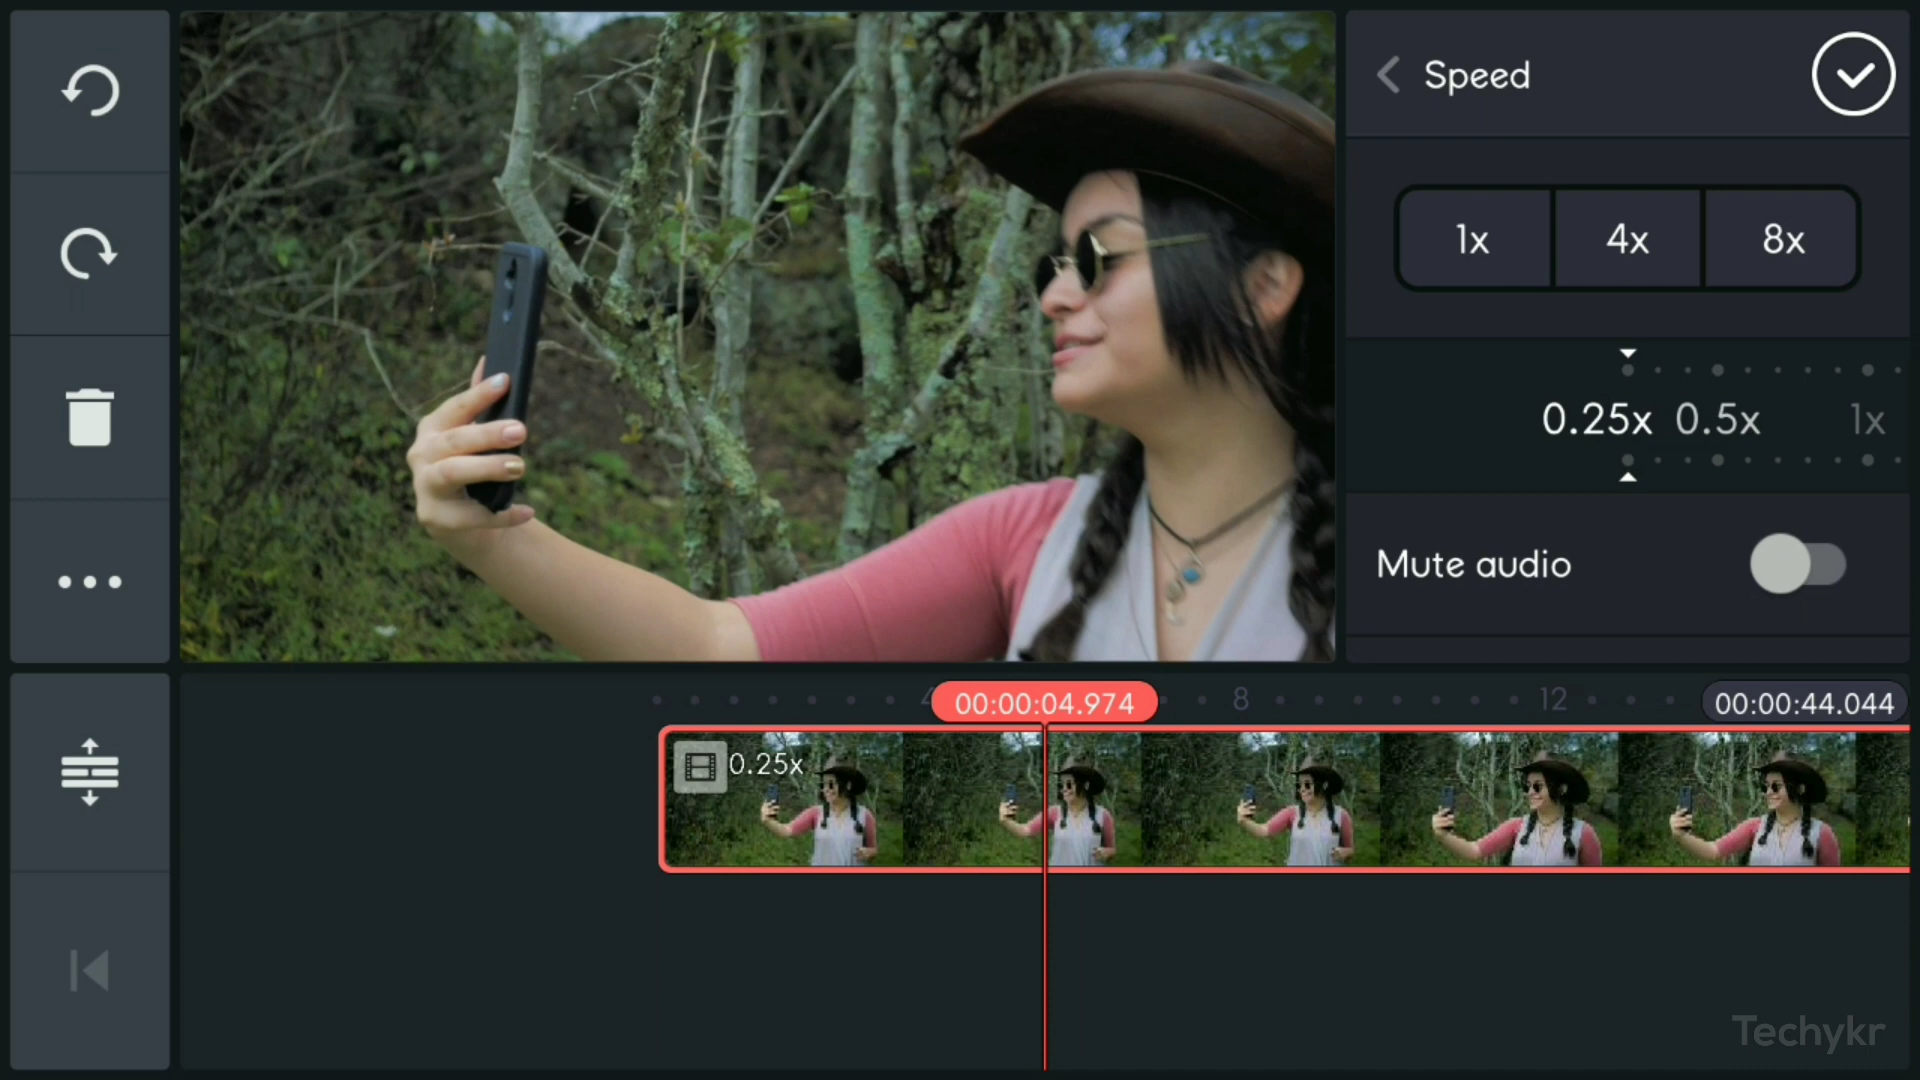 Speed
1x 4x 8x
0.25x 0.5x 1x
Mute audio
00:00:04.974 8 12 00:00:44.044
0.25x
Techykr